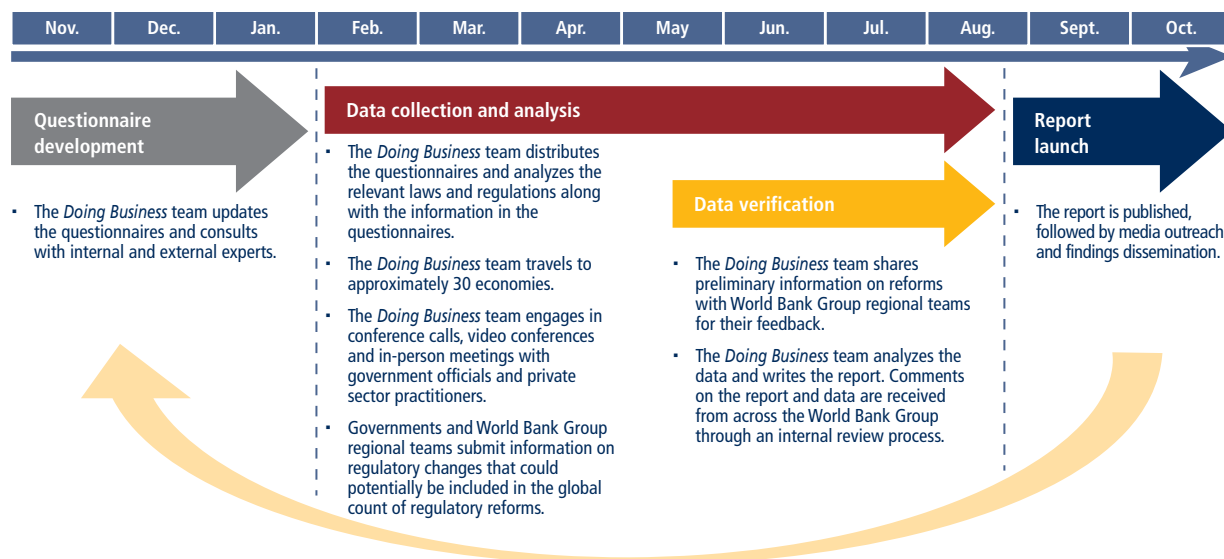 Nov. Dec. Jan. Feb. Mar. Apr. May Jun. Jul. Aug. Sept. Oct.
Questionnaire
development
▪ The Doing Business team updates
the questionnaires and consults
with internal and external experts.
Data collection and analysis
▪ The Doing Business team distributes
the questionnaires and analyzes the
relevant laws and regulations along
with the information in the
questionnaires.
▪ The Doing Business team travels to
approximately 30 economies.
▪ The Doing Business team engages in
conference calls, video conferences
and in-person meetings with
government officials and private
sector practitioners.
▪ Governments and World Bank Group
regional teams submit information on
regulatory changes that could
potentially be included in the global
count of regulatory reforms.
Data verification
▪ The Doing Business team shares
preliminary information on reforms
with World Bank Group regional teams
for their feedback.
▪ The Doing Business team analyzes the
data and writes the report. Comments
on the report and data are received
from across the World Bank Group
through an internal review process.
Report
launch
▪ The report is published,
followed by media outreach
and findings dissemination.